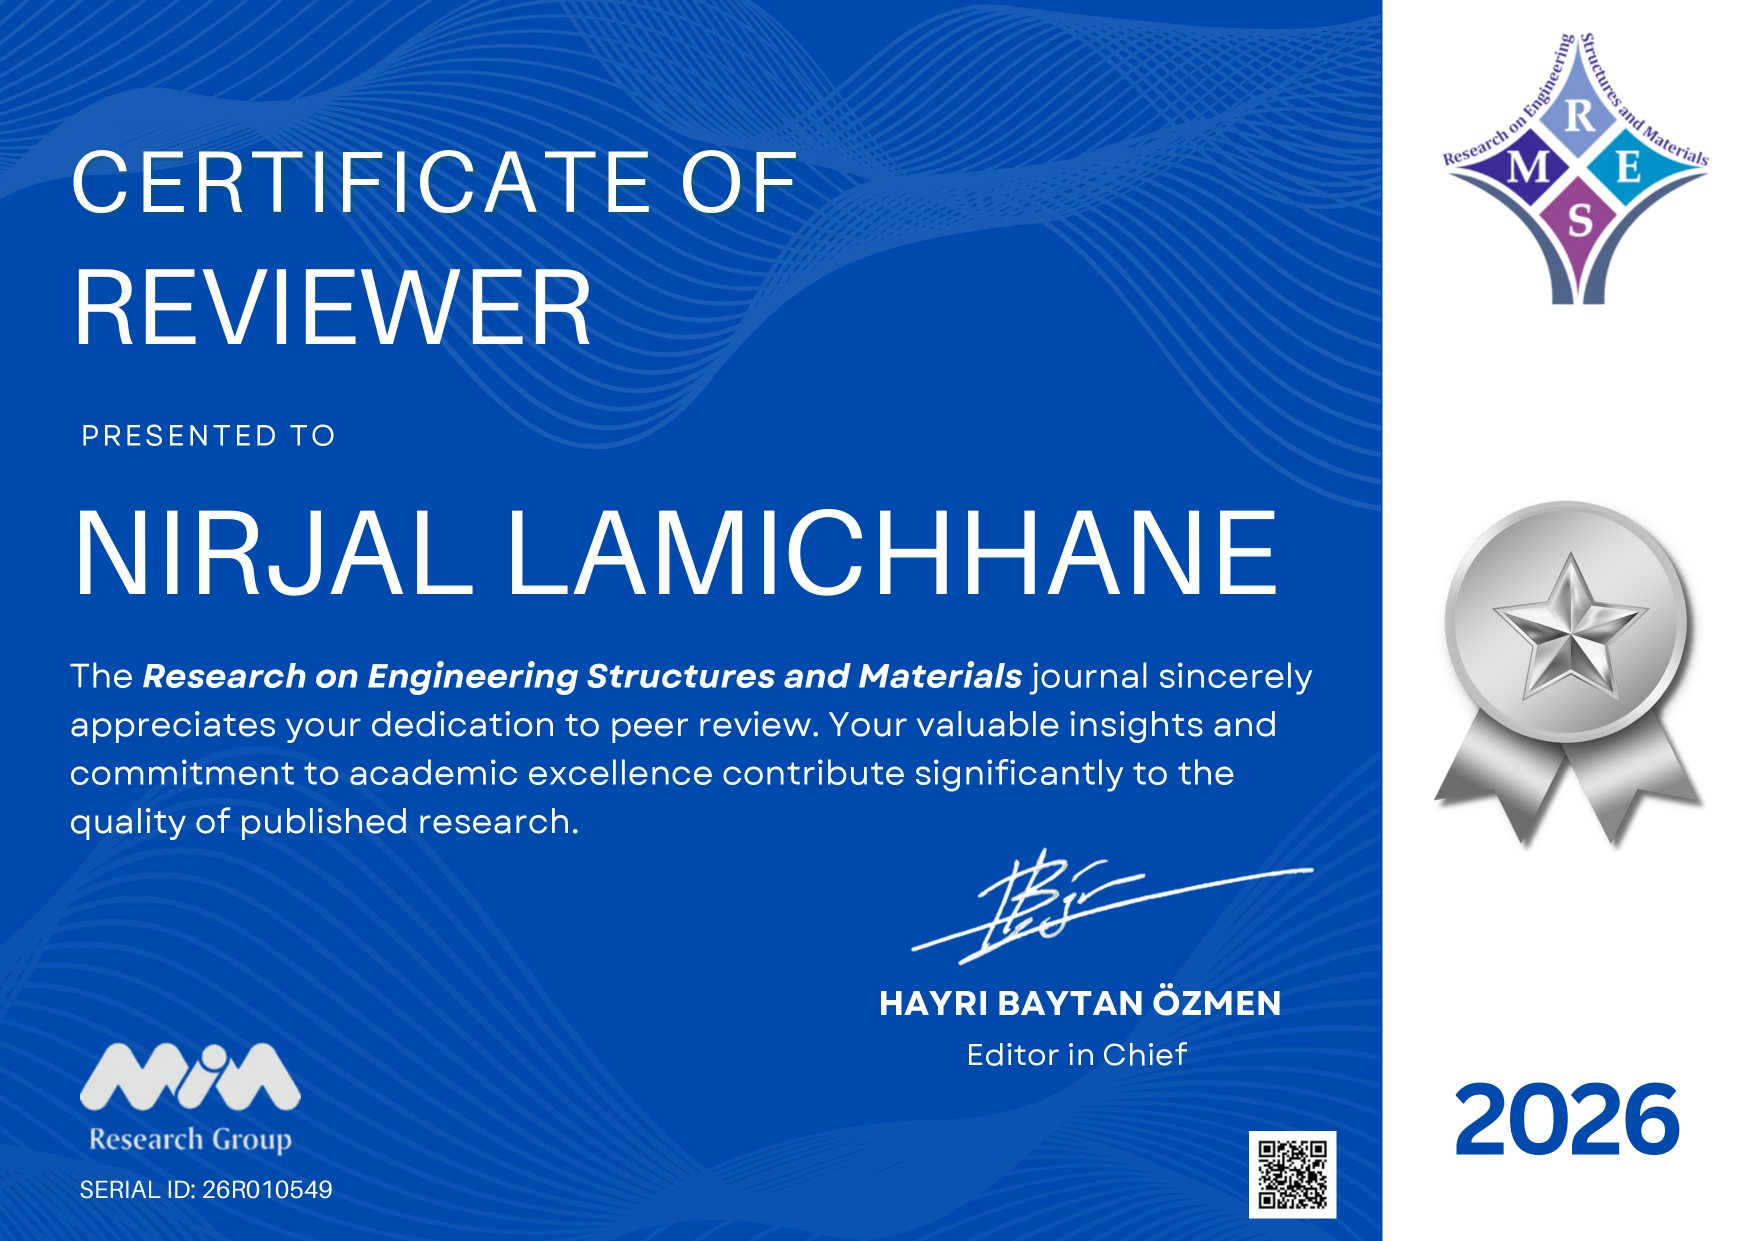 CERTIFICATE OF
REVIEWER
PRESENTED TO
NIRJAL LAMICHHANE
The Research on Engineering Structures and Materials journal sincerely
appreciates your dedication to peer review. Your valuable insights and
commitment to academic excellence contribute significantly to the
quality of published research.
HAYRI BAYTAN ÖZMEN
Editor in Chief
MIM
Research Group
SERIAL ID: 26R010549
Research on Engineering Structures and Materials
R
M E
S
2026